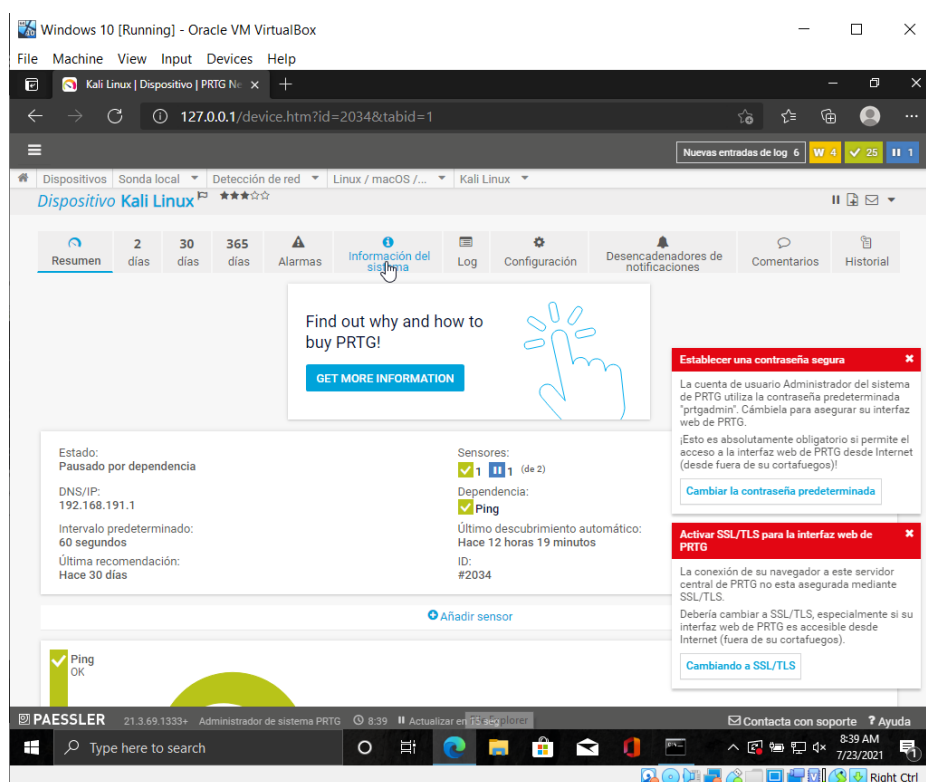 Windows 10 [Running] - Oracle VM VirtualBox
File Machine View Input Devices Help
Kali Linux | Dispositivo | PRTG Ne
127.0.0.1/device.htm?id=2034&tabid=1
Nuevas entradas de log 6 W 4 25 1
Dispositivos Sonda local Detección de red Linux / macOS /... Kali Linux
Dispositivo Kali Linux
Resumen
2 días
30 días
365 días
Alarmas
Información del sistema
Log
Configuración
Desencadenadores de notificaciones
Comentarios
Historial
Find out why and how to
buy PRTG!
GET MORE INFORMATION
Establecer una contraseña segura
La cuenta de usuario Administrador del sistema
de PRTG utiliza la contraseña predeterminada
"prtgadmin". Cámbiela para asegurar su interfaz
web de PRTG.
¡Esto es absolutamente obligatorio si permite el
acceso a la interfaz web de PRTG desde Internet
(desde fuera de su cortafuegos)!
Cambiar la contraseña predeterminada
Estado:
Pausado por dependencia
DNS/IP:
192.168.191.1
Intervalo predeterminado:
60 segundos
Última recomendación:
Hace 30 días
Sensores:
1 1 (de 2)
Dependencia:
Ping
Último descubrimiento automático:
Hace 12 horas 19 minutos
ID:
#2034
Activar SSL/TLS para la interfaz web de
PRTG
La conexión de su navegador a este servidor
central de PRTG no esta asegurada mediante
SSL/TLS.
Debería cambiar a SSL/TLS, especialmente si su
interfaz web de PRTG es accesible desde
Internet (fuera de su cortafuegos).
Cambiando a SSL/TLS
Añadir sensor
Ping
OK
PAESSLER 21.3.69.1333+ Administrador de sistema PRTG 8:39 Actualizar en 15 seg Explorer Contacta con soporte ? Ayuda
Type here to search
8:39 AM
7/23/2021
1
Right Ctrl